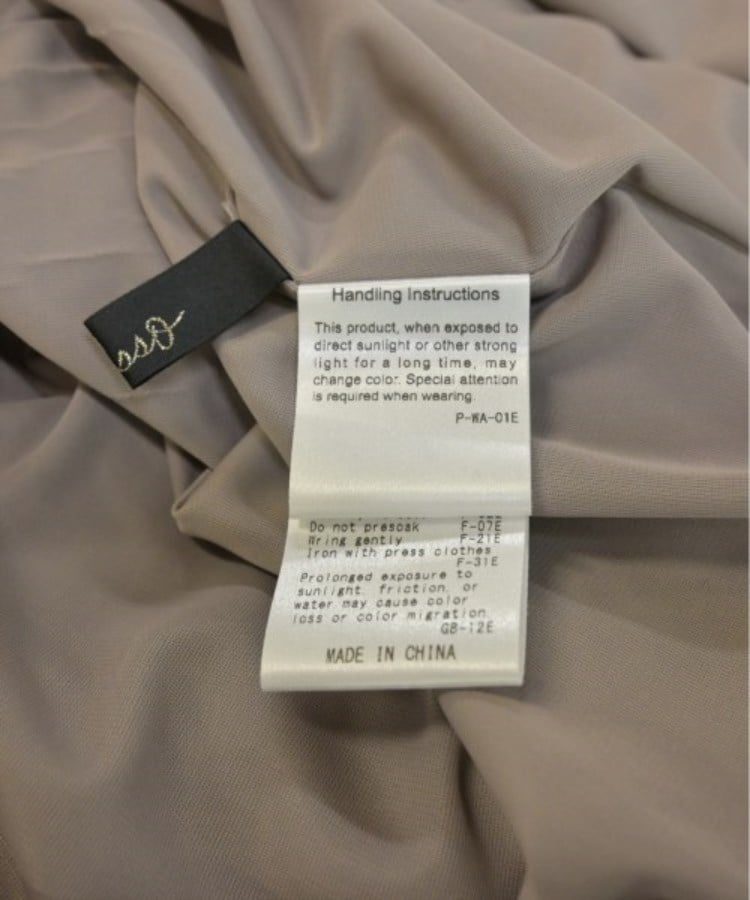 Handling Instructions
This product, when exposed to
direct sunlight or other strong
light for a long time, may
change color. Special attention
is required when wearing.
P-WA-01E
Do not presoak F-07E
Wring gently F-21E
Iron with press clothes
F-31E
Prolonged exposure to
sunlight, friction, or
water may cause color
loss or color migration.
GB-12E
MADE IN CHINA